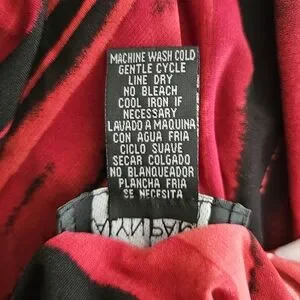 MACHINE WASH COLD
GENTLE CYCLE
LINE DRY
NO BLEACH
COOL IRON IF
NECESSARY
LAVADO A MAQUINA
CON AGUA FRIA
CICLO SUAVE
SECAR COLGADO
NO BLANQUEADOR
PLANCHA FRIA
SE NECESITA